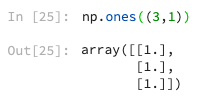 In [25]: np.ones((3,1))
Out[25]: array([[1.],
                [1.],
                [1.]])